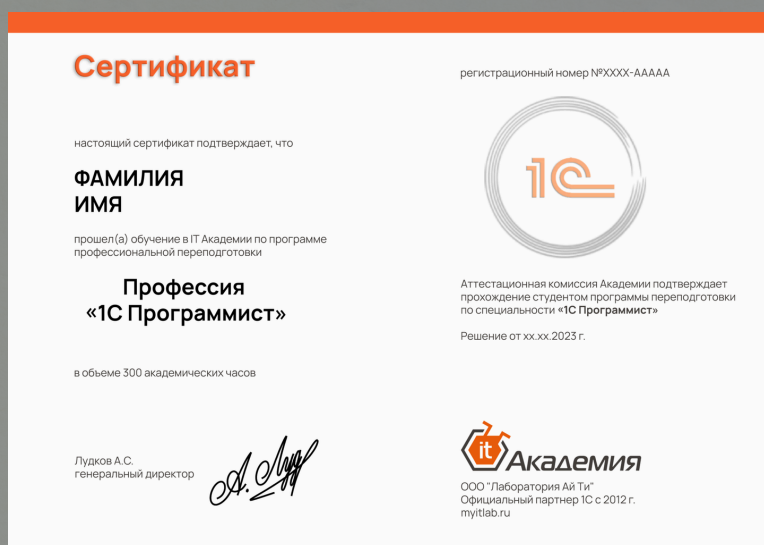 Сертификат
настоящий сертификат подтверждает, что
ФАМИЛИЯ
ИМЯ
прошел(а) обучение в IT Академии по программе
профессиональной переподготовки
Профессия
«1С Программист»
в объеме 300 академических часов
Лудков А.С.
генеральный директор
А. Луд
регистрационный номер №XXXX-AAAAA
1С
Аттестационная комиссия Академии подтверждает
прохождение студентом программы переподготовки
по специальности «1С Программист»
Решение от хх.хх.2023 г.
it Академия
ООО "Лаборатория Ай Ти"
Официальный партнер 1С с 2012 г.
myitlab.ru